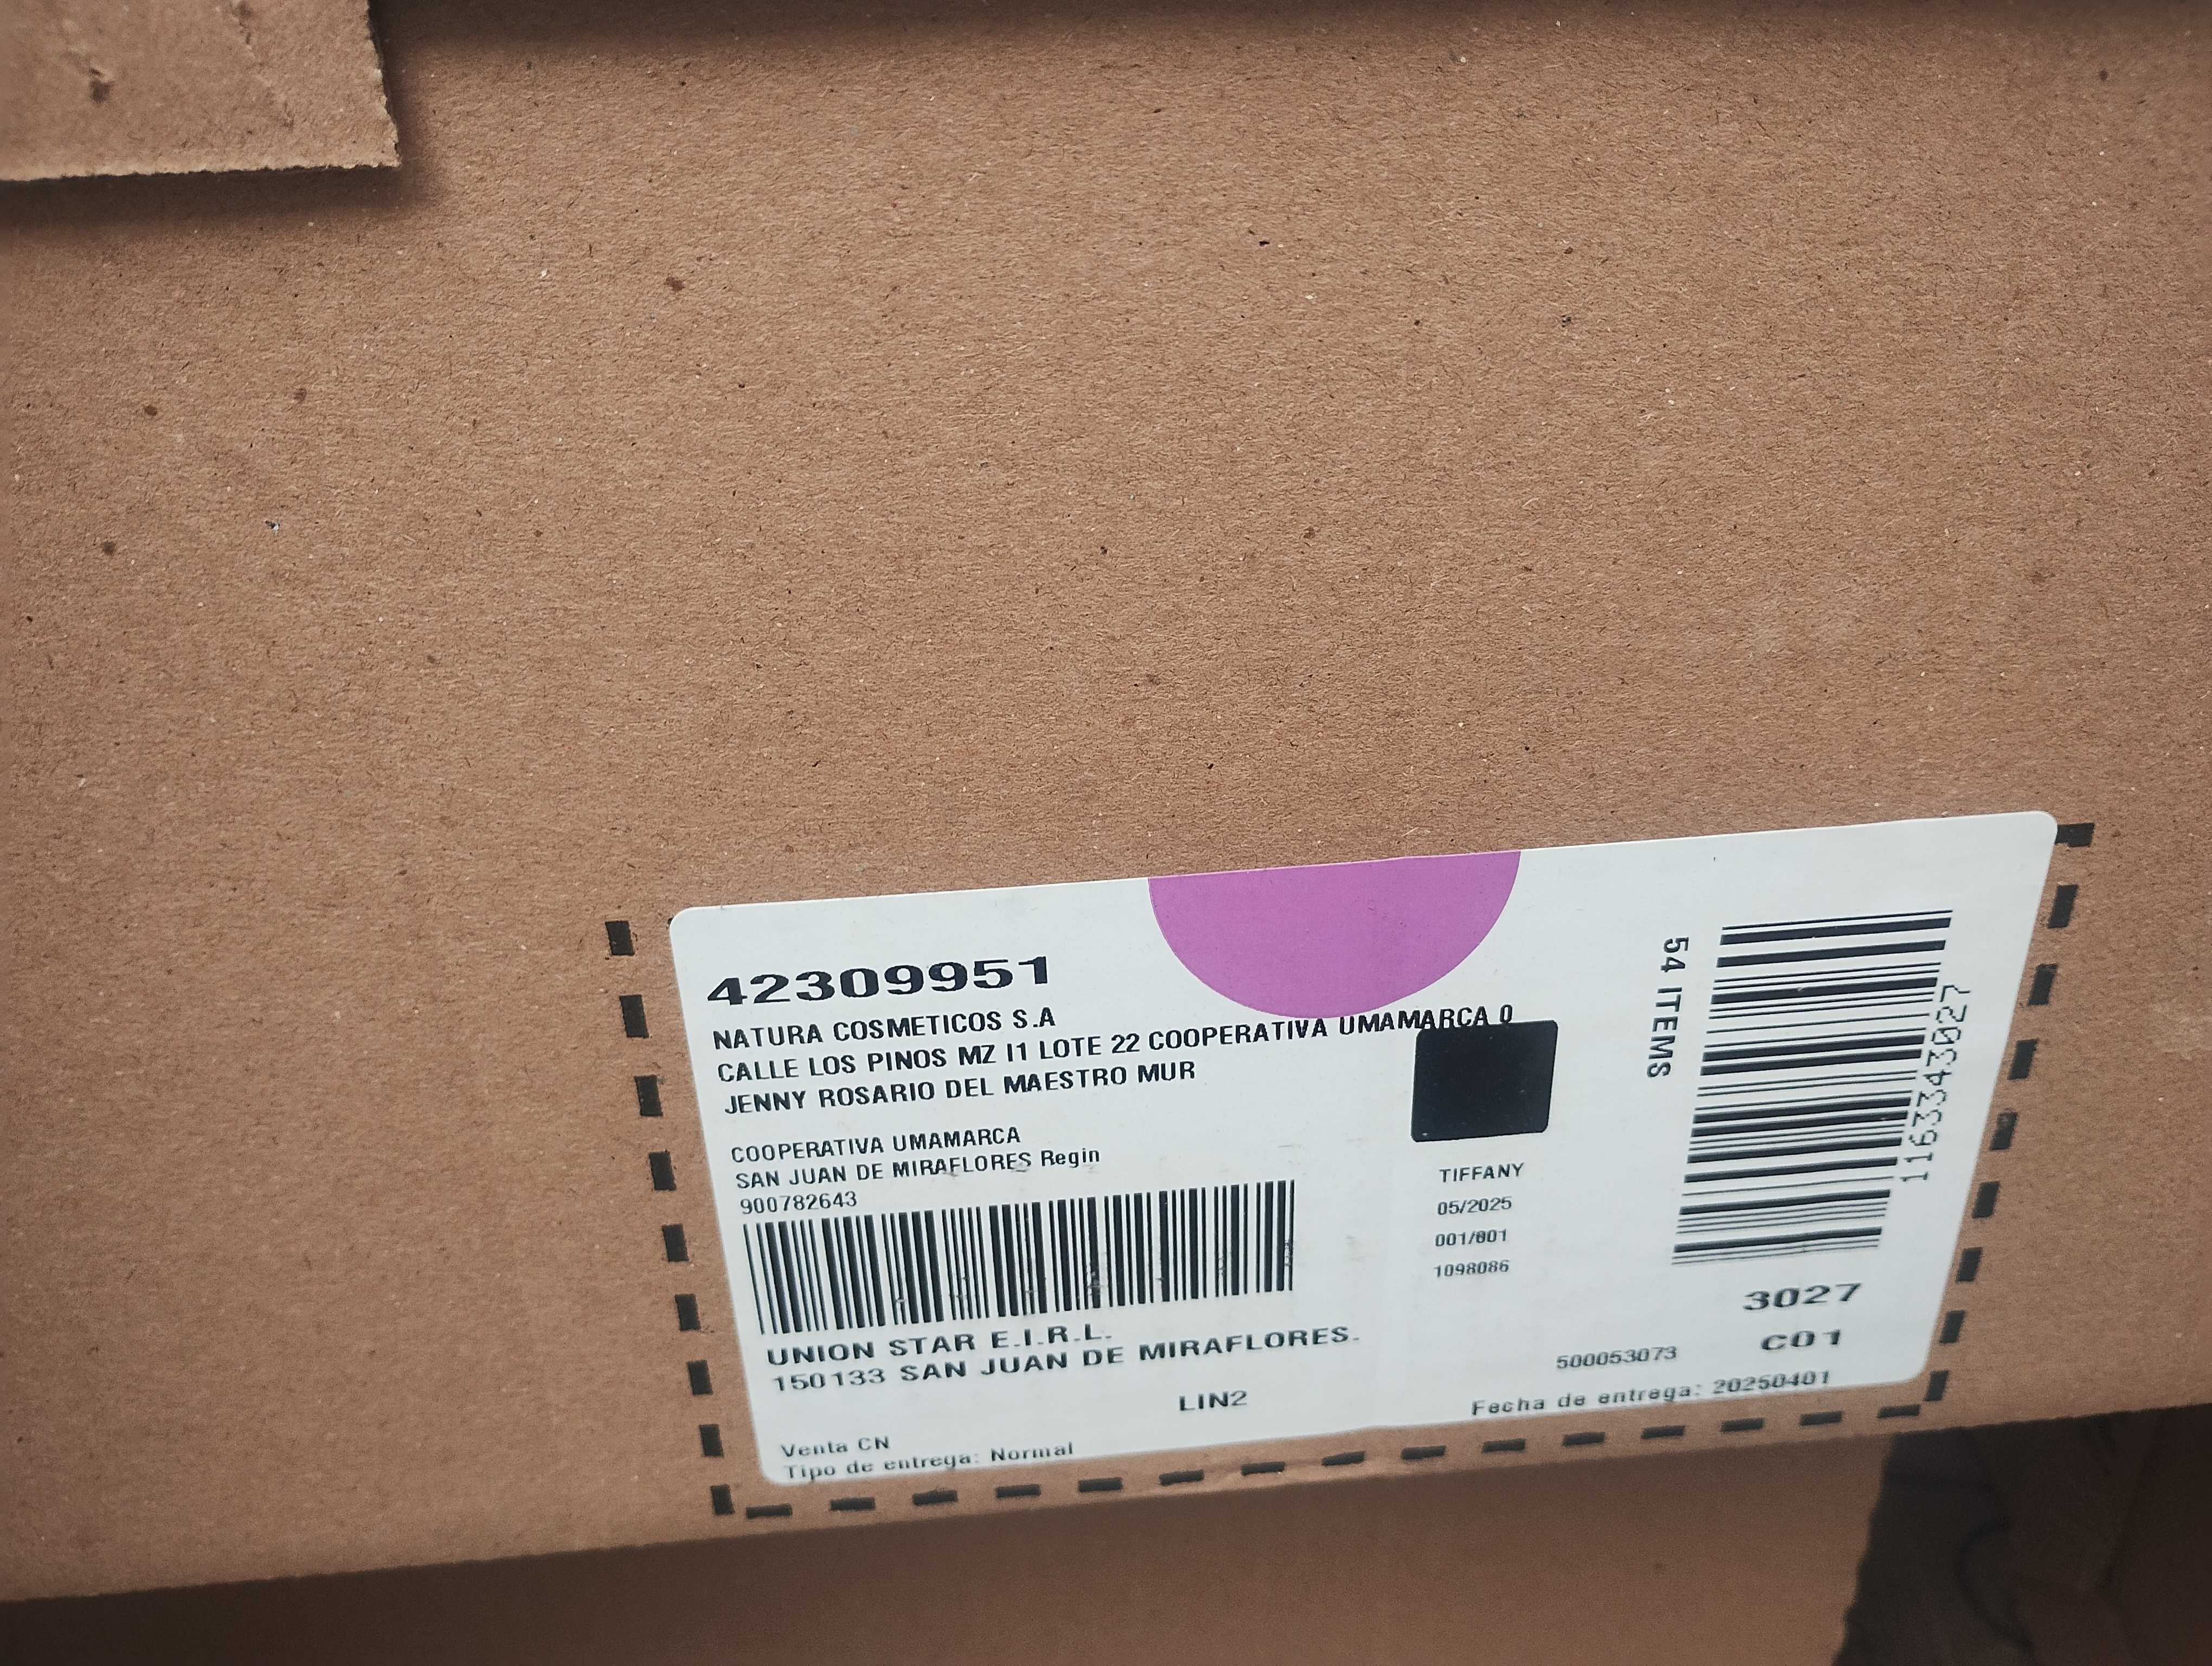 42309951
NATURA COSMETICOS S.A
CALLE LOS PINOS MZ I1 LOTE 22 COOPERATIVA UMAMARCA 0
JENNY ROSARIO DEL MAESTRO MUR
COOPERATIVA UMAMARCA
SAN JUAN DE MIRAFLORES Regin
900782643
UNION STAR E.I.R.L.
150133 SAN JUAN DE MIRAFLORES.
LIN2
Venta CN
Tipo de entrega: Normal
TIFFANY
05/2025
001/001
1098086
54 ITEMS
1163343027
3027
C01
500053073
Fecha de entrega: 20250401